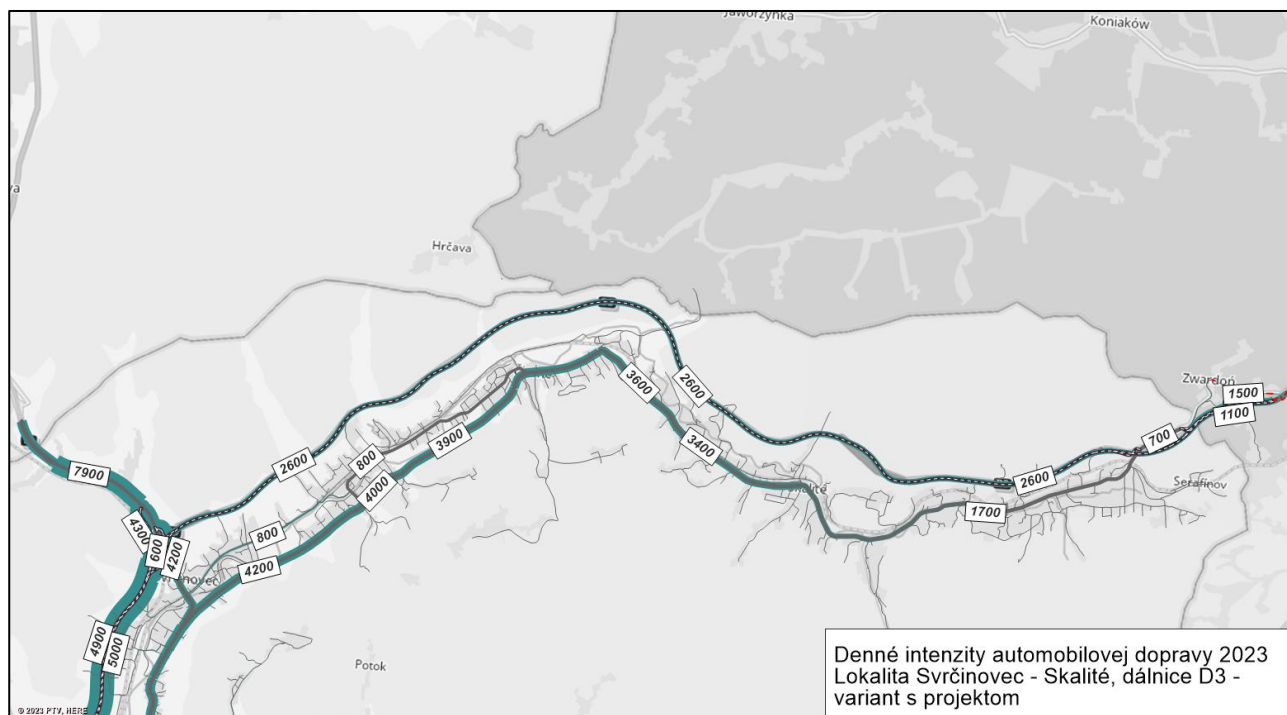 Jaworzynka
Koniaków
Hrčava
Zwardoń
1500
1100
700
2600
Serafínov
2600
3600
3400
1700
2600
3900
800
4000
800
4200
7900
4300
600
4200
4900
5000
Potok
Denné intenzity automobilovej dopravy 2023
Lokalita Svrčinovec - Skalité, dálnice D3 -
variant s projektom
© 2023 PTV, HERE